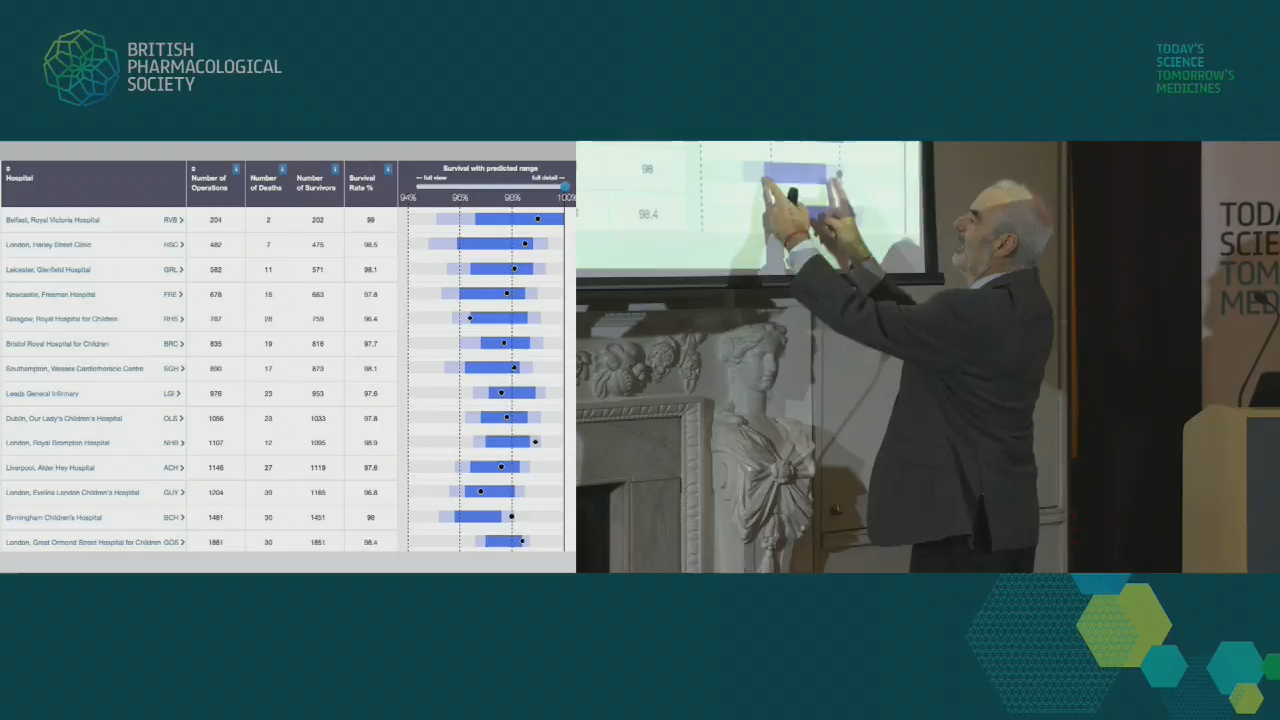 BRITISH
PHARMACOLOGICAL
SOCIETY
TODAY'S
SCIENCE
TOMORROW'S
MEDICINES
Hospital
Number of
Operations
Number
of Deaths
Number
of Survivors
Survival
Rate %
Survival with predicted range
full view
full detail
94% 96% 98% 100%
Belfast, Royal Victoria Hospital RVB 204 2 202 99
London, Harley Street Clinic HSC 482 7 475 98.5
Leicester, Glenfield Hospital GRL 582 11 571 98.1
Newcastle, Freeman Hospital FRE 678 15 663 97.8
Glasgow, Royal Hospital for Children RHS 787 28 759 96.4
Bristol Royal Hospital for Children BRC 835 19 816 97.7
Southampton, Wessex Cardiothoracic Centre SGH 890 17 873 98.1
Leeds General Infirmary LGI 976 23 953 97.6
Dublin, Our Lady's Children's Hospital OLS 1056 23 1033 97.8
London, Royal Brompton Hospital NHB 1107 12 1095 98.9
Liverpool, Alder Hey Hospital ACH 1146 27 1119 97.6
London, Evelina London Children's Hospital GUY 1204 39 1165 96.8
Birmingham Children's Hospital BCH 1481 30 1451 98
London, Great Ormond Street Hospital for Children GOS 1881 30 1851 98.4
98
98.4
TODA
SCIE
TOM
MED